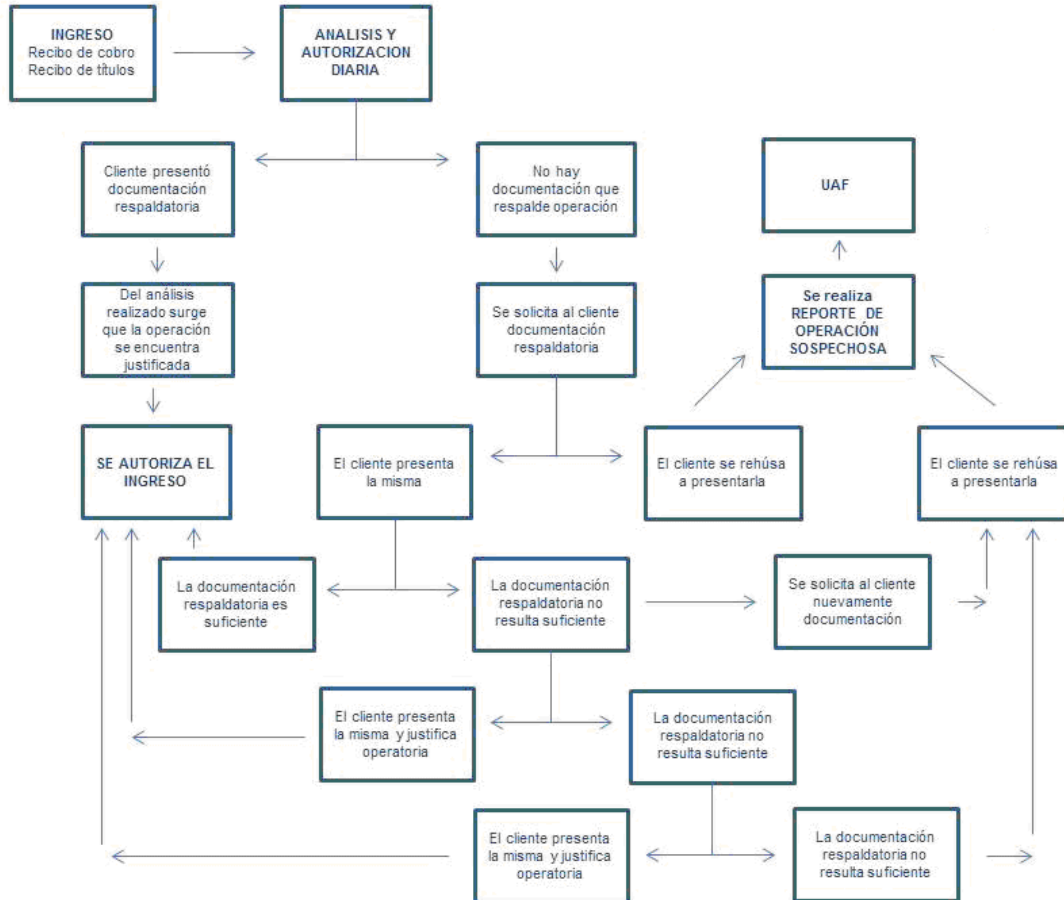 INGRESO
Recibo de cobro
Recibo de títulos
ANALISIS Y
AUTORIZACION
DIARIA
Cliente presentó
documentación
respaldatoria
No hay
documentación que
respalde operación
UAF
Del análisis
realizado surge
que la operación
se encuentra
justificada
Se solicita al cliente
documentación
respaldatoria
Se realiza
REPORTE DE
OPERACIÓN
SOSPECHOSA
SE AUTORIZA EL
INGRESO
El cliente presenta
la misma
El cliente se rehúsa
a presentarla
El cliente se rehúsa
a presentarla
La documentación
respaldatoria es
suficiente
La documentación
respaldatoria no
resulta suficiente
Se solicita al cliente
nuevamente
documentación
El cliente presenta
la misma y justifica
operatoria
La documentación
respaldatoria no
resulta suficiente
El cliente presenta
la misma y justifica
operatoria
La documentación
respaldatoria no
resulta suficiente